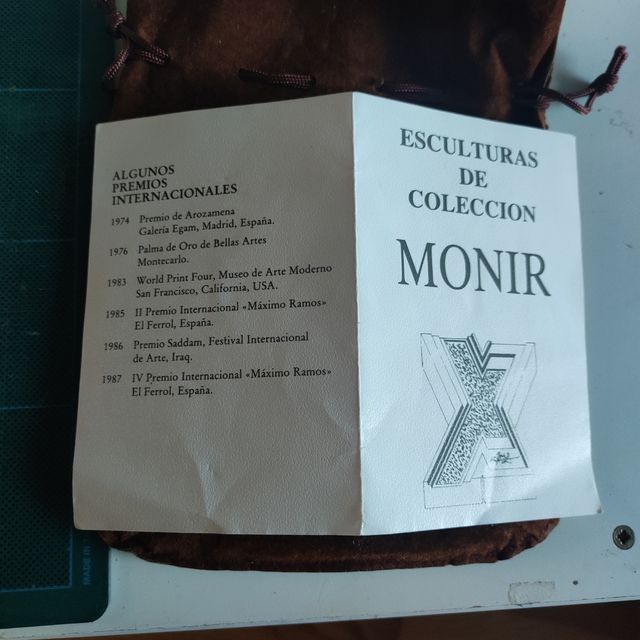 ALGUNOS
PREMIOS
INTERNACIONALES
1974 Premio de Arozamena
Galería Egam, Madrid, España.
1976 Palma de Oro de Bellas Artes
Montecarlo.
1983 World Print Four, Museo de Arte Moderno
San Francisco, California, USA.
1985 II Premio Internacional «Máximo Ramos»
El Ferrol, España.
1986 Premio Saddam, Festival Internacional
de Arte, Iraq.
1987 IV Premio Internacional «Máximo Ramos»
El Ferrol, España.
ESCULTURAS
DE
COLECCION
MONIR